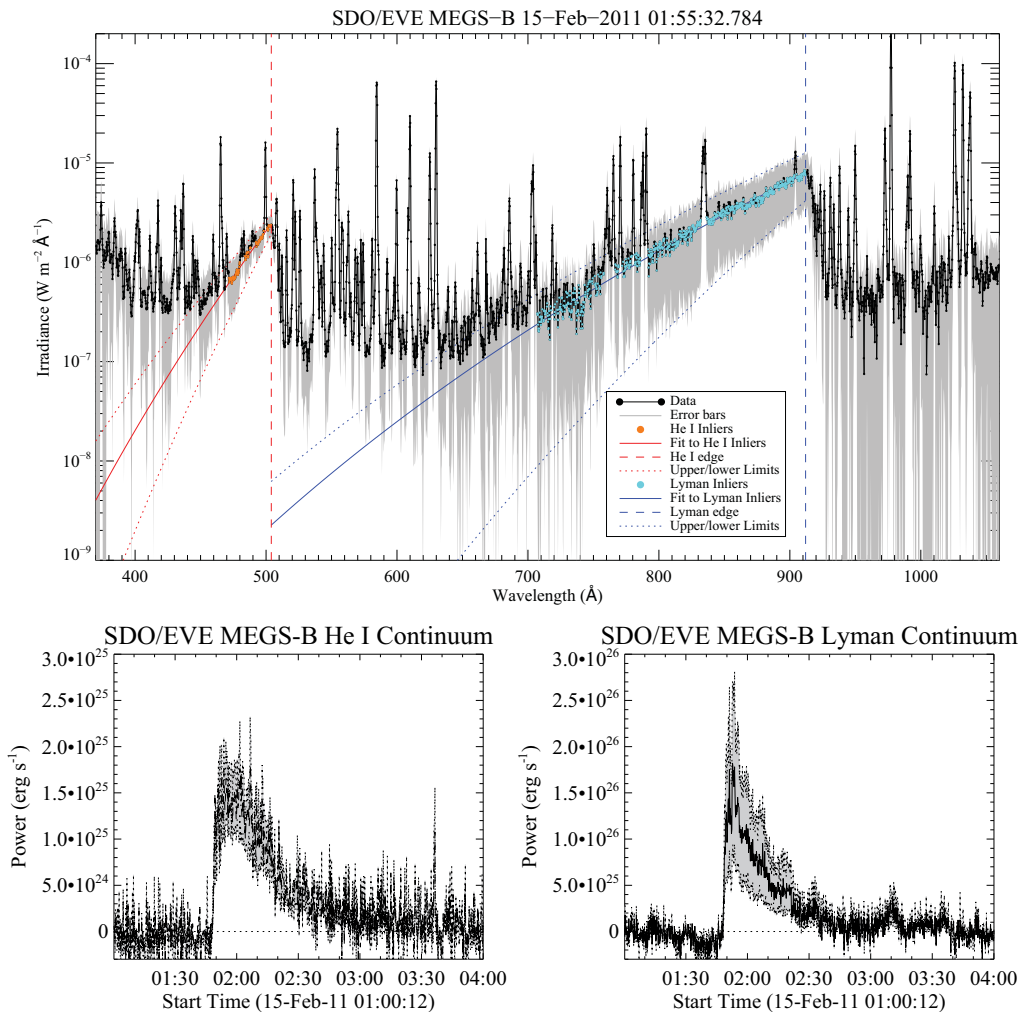 SDO/EVE MEGS−B 15−Feb−2011 01:55:32.784
Irradiance (W m⁻² Å⁻¹)
10⁻⁴
10⁻⁵
10⁻⁶
10⁻⁷
10⁻⁸
10⁻⁹
Data
Error bars
He I Inliers
Fit to He I Inliers
He I edge
Upper/lower Limits
Lyman Inliers
Fit to Lyman Inliers
Lyman edge
Upper/lower Limits
400 500 600 700 800 900 1000
Wavelength (Å)
SDO/EVE MEGS-B He I Continuum
Power (erg s⁻¹)
3.0•10²⁵
2.5•10²⁵
2.0•10²⁵
1.5•10²⁵
1.0•10²⁵
5.0•10²⁴
0
01:30 02:00 02:30 03:00 03:30 04:00
Start Time (15-Feb-11 01:00:12)
SDO/EVE MEGS-B Lyman Continuum
Power (erg s⁻¹)
3.0•10²⁶
2.5•10²⁶
2.0•10²⁶
1.5•10²⁶
1.0•10²⁶
5.0•10²⁵
0
01:30 02:00 02:30 03:00 03:30 04:00
Start Time (15-Feb-11 01:00:12)